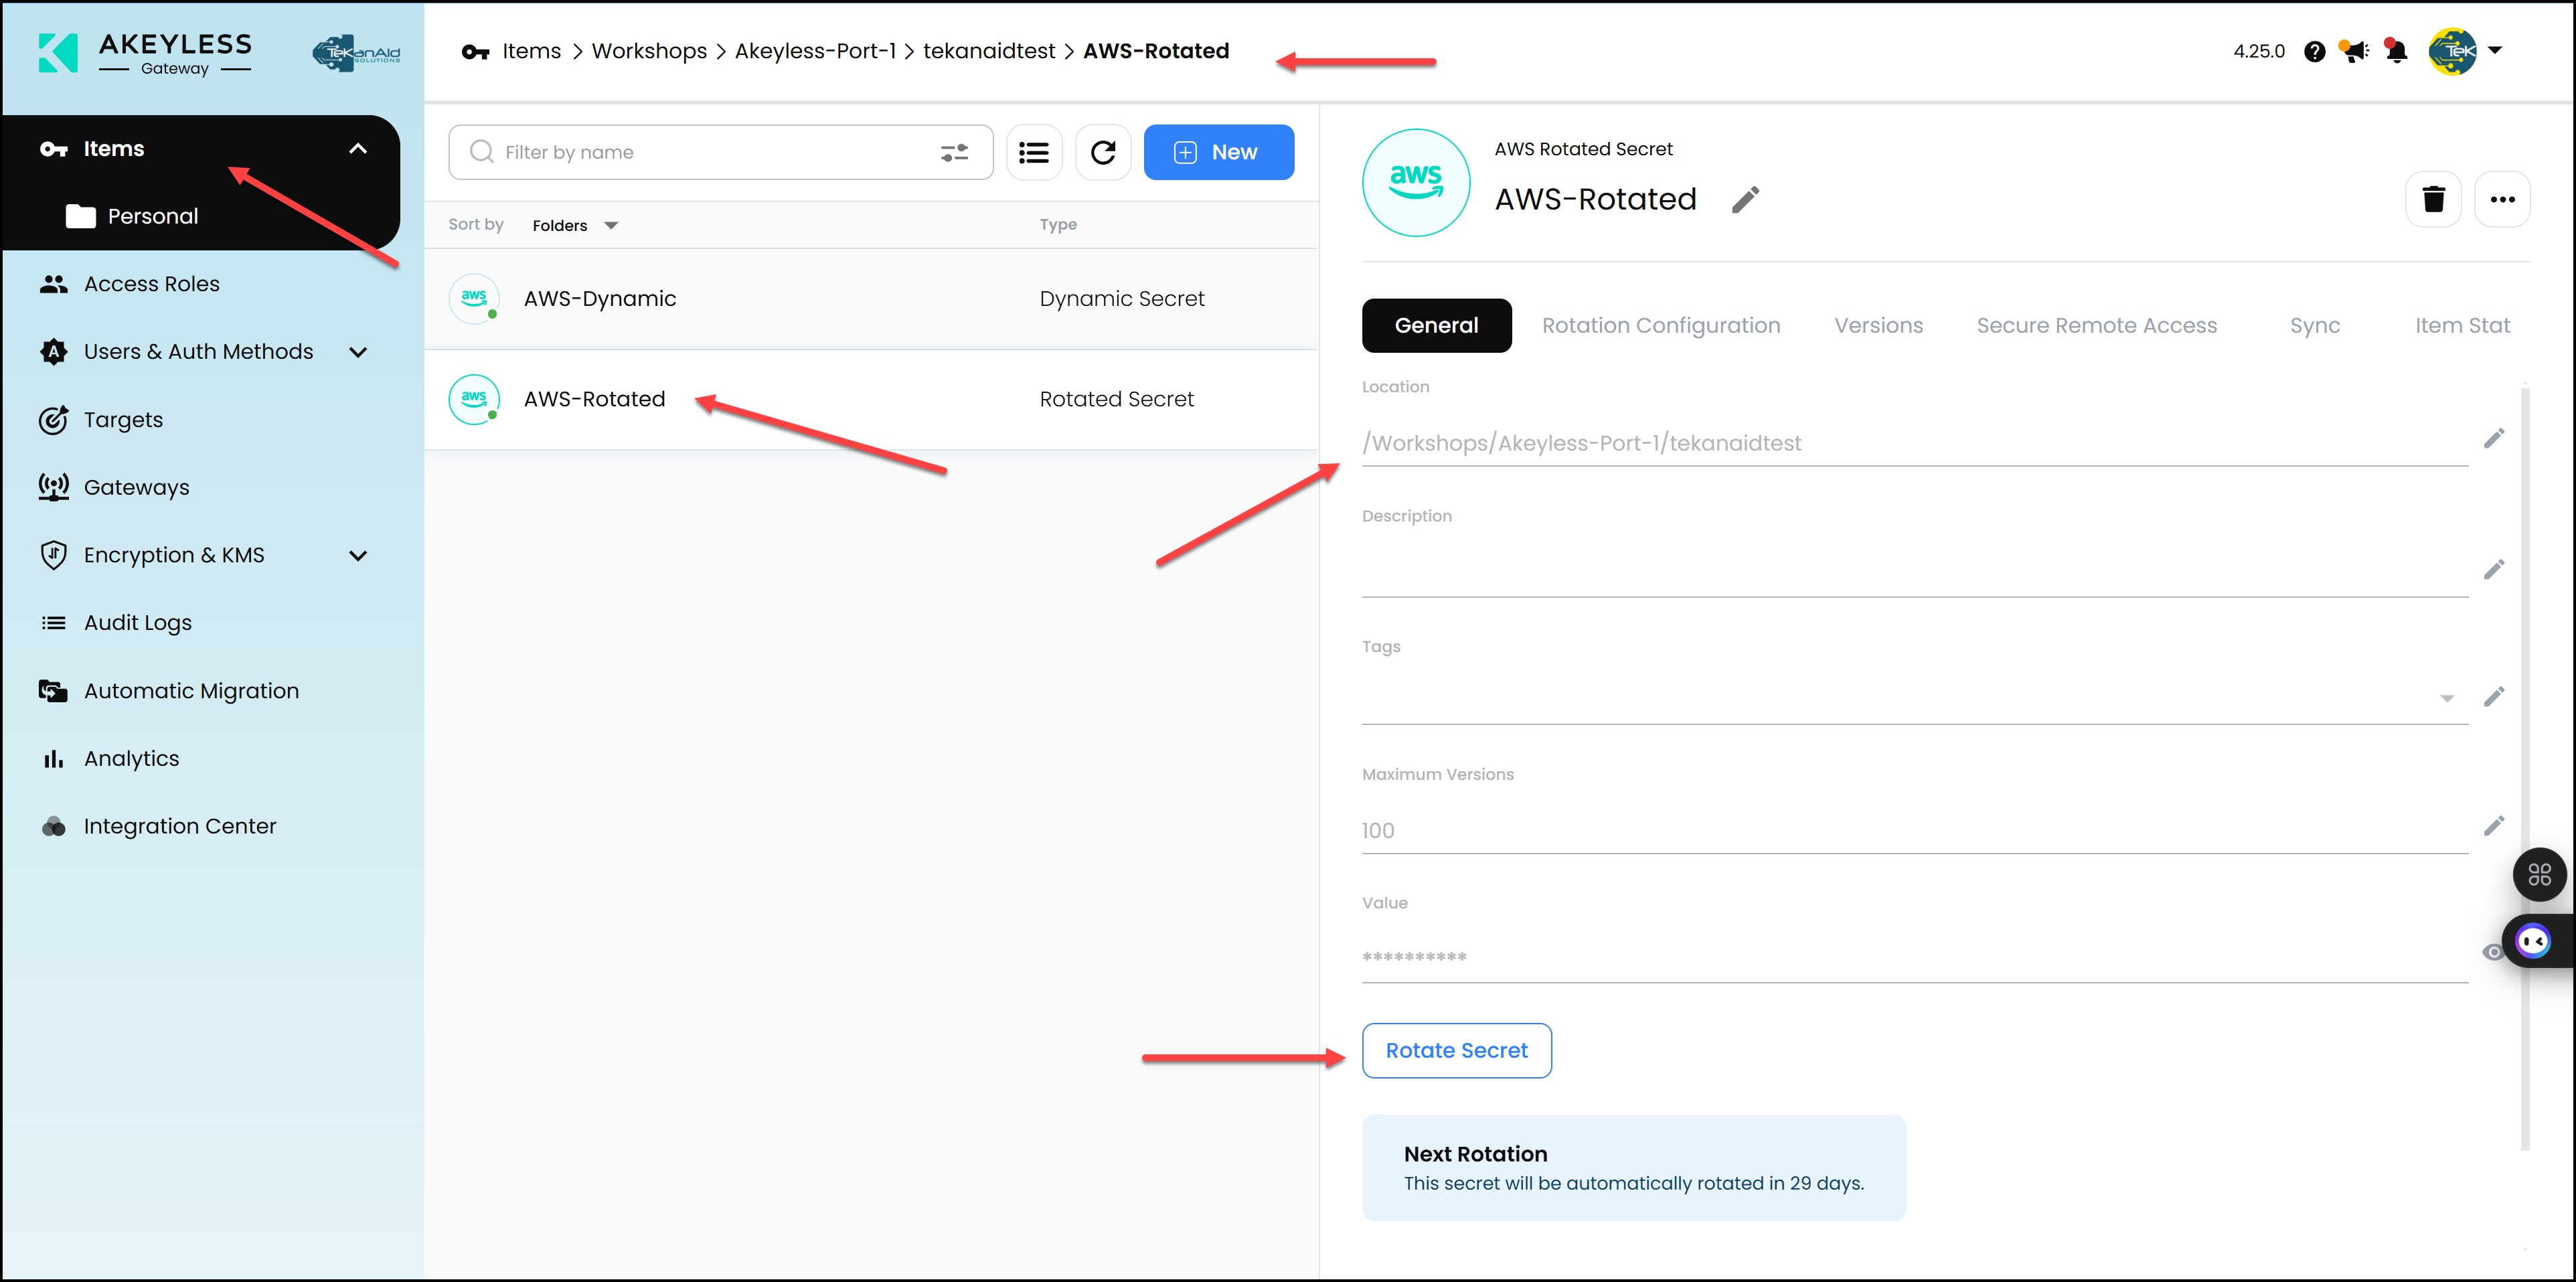 AKEYLESS
Gateway
TeKanAid
SOLUTIONS
Items > Workshops > Akeyless-Port-1 > tekanaidtest > AWS-Rotated
4.25.0
TeK
Items
Personal
Access Roles
Users & Auth Methods
Targets
Gateways
Encryption & KMS
Audit Logs
Automatic Migration
Analytics
Integration Center
Filter by name
New
Sort by Folders Type
aws AWS-Dynamic Dynamic Secret
aws AWS-Rotated Rotated Secret
aws
AWS Rotated Secret
AWS-Rotated
General Rotation Configuration Versions Secure Remote Access Sync Item Stat
Location
/Workshops/Akeyless-Port-1/tekanaidtest
Description
Tags
Maximum Versions
100
Value
**********
Rotate Secret
Next Rotation
This secret will be automatically rotated in 29 days.